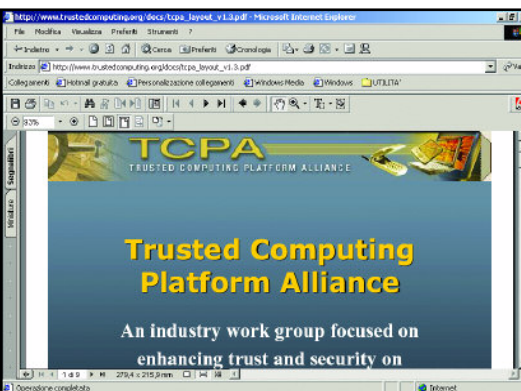 http://www.trustedcomputing.org/docs/tcpa_layout_v1.3.pdf - Microsoft Internet Explorer
File Modifica Visualizza Preferiti Strumenti ?
Indietro Cerca Preferiti Cronologia
Indirizzo http://www.trustedcomputing.org/docs/tcpa_layout_v1.3.pdf
Collegamenti Hotmail gratuita Personalizzazione collegamenti Windows Media Windows UTILITA'
93%
Segnalibri
Miniature
TCPA
TRUSTED COMPUTING PLATFORM ALLIANCE
Trusted Computing
Platform Alliance
An industry work group focused on
enhancing trust and security on
1 di 9 279,4 x 215,9 mm
Operazione completata Internet